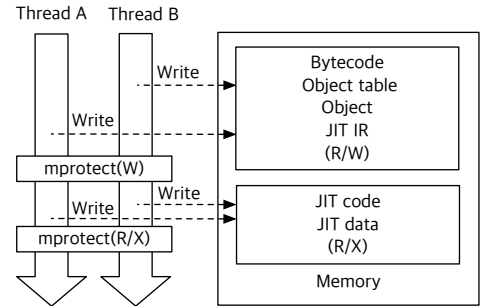 Thread A Thread B
Write
Write
mprotect(W)
Write
Write
mprotect(R/X)
Bytecode
Object table
Object
JIT IR
(R/W)
JIT code
JIT data
(R/X)
Memory